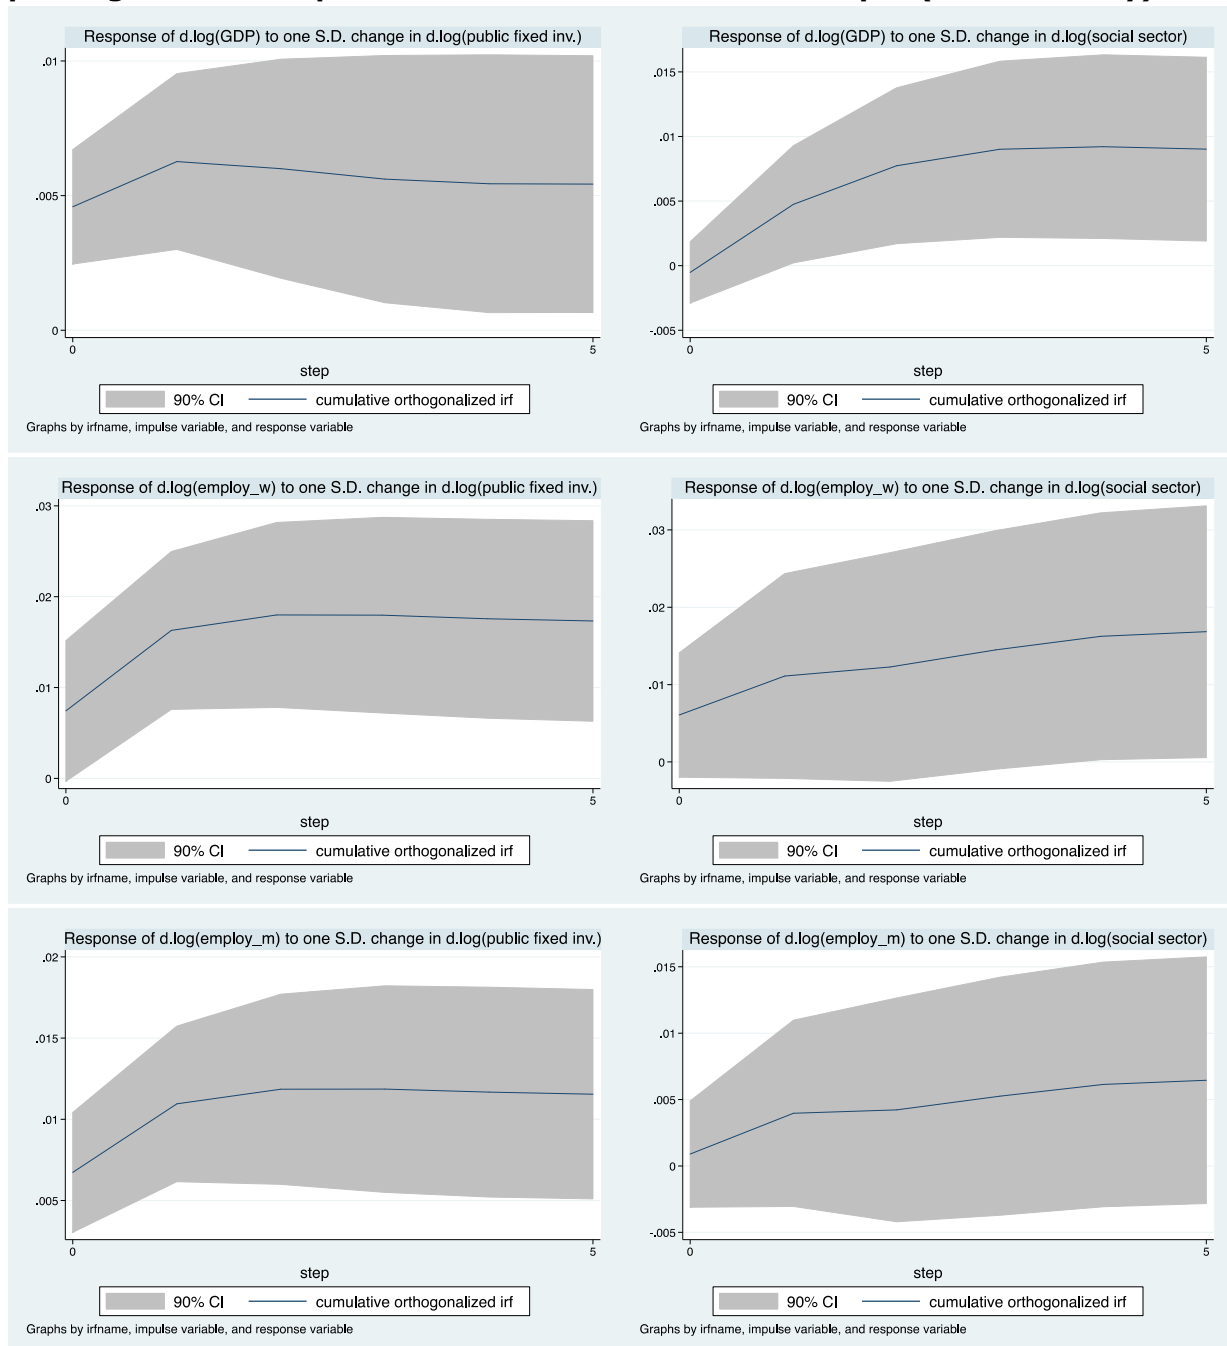 Response of d.log(GDP) to one S.D. change in d.log(public fixed inv.)
.01
.005
0
0 5
step
90% CI cumulative orthogonalized irf
Graphs by irfname, impulse variable, and response variable
Response of d.log(GDP) to one S.D. change in d.log(social sector)
.015
.01
.005
0
-.005
0 5
step
90% CI cumulative orthogonalized irf
Graphs by irfname, impulse variable, and response variable
Response of d.log(employ_w) to one S.D. change in d.log(public fixed inv.)
.03
.02
.01
0
0 5
step
90% CI cumulative orthogonalized irf
Graphs by irfname, impulse variable, and response variable
Response of d.log(employ_w) to one S.D. change in d.log(social sector)
.03
.02
.01
0
0 5
step
90% CI cumulative orthogonalized irf
Graphs by irfname, impulse variable, and response variable
Response of d.log(employ_m) to one S.D. change in d.log(public fixed inv.)
.02
.015
.01
.005
0 5
step
90% CI cumulative orthogonalized irf
Graphs by irfname, impulse variable, and response variable
Response of d.log(employ_m) to one S.D. change in d.log(social sector)
.015
.01
.005
0
-.005
0 5
step
90% CI cumulative orthogonalized irf
Graphs by irfname, impulse variable, and response variable